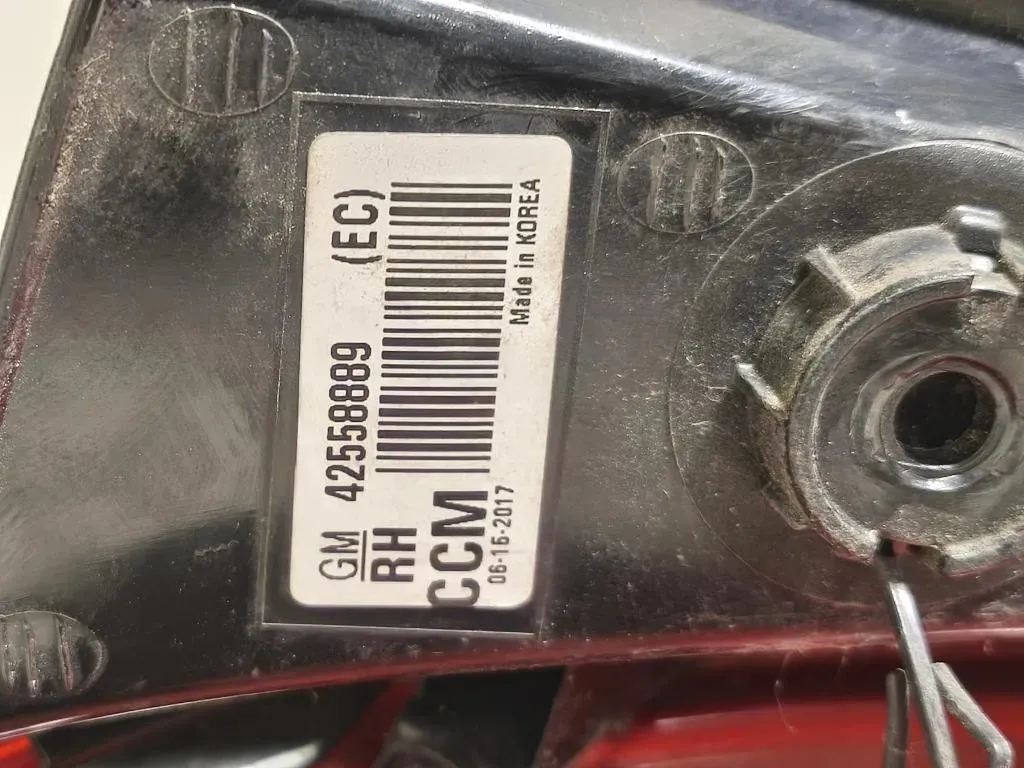 GM 42558889 (EC)
RH
CCM
Made in KOREA
06-16-2017